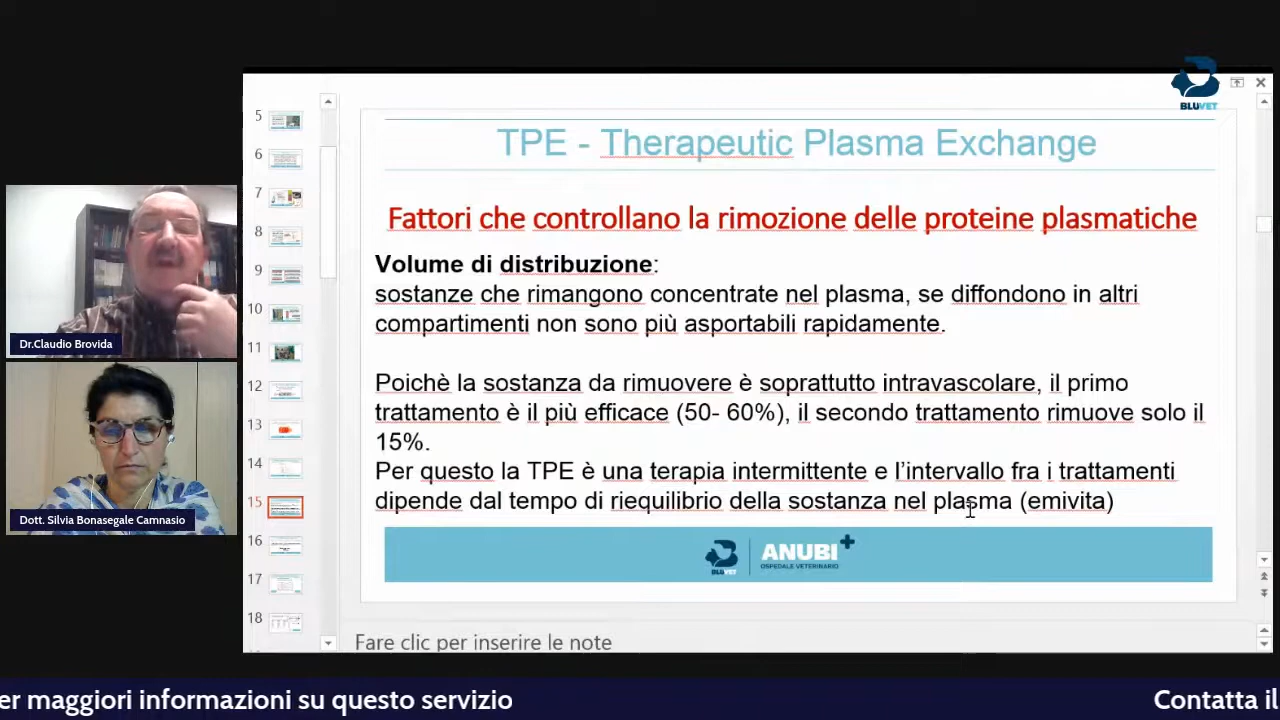 BLUVET
5
6
7
8
9
10
11
12
13
14
15
16
17
18
TPE - Therapeutic Plasma Exchange
Fattori che controllano la rimozione delle proteine plasmatiche
Volume di distribuzione:
sostanze che rimangono concentrate nel plasma, se diffondono in altri
compartimenti non sono più asportabili rapidamente.
Poichè la sostanza da rimuovere è soprattutto intravascolare, il primo
trattamento è il più efficace (50- 60%), il secondo trattamento rimuove solo il
15%.
Per questo la TPE è una terapia intermittente e l'intervallo fra i trattamenti
dipende dal tempo di riequilibrio della sostanza nel plasma (emivita)
BLUVET
ANUBI+
OSPEDALE VETERINARIO
Fare clic per inserire le note
Dr.Claudio Brovida
. Silvia Bonasegale Camnasio
er maggiori informazioni su questo servizio
Contatta il